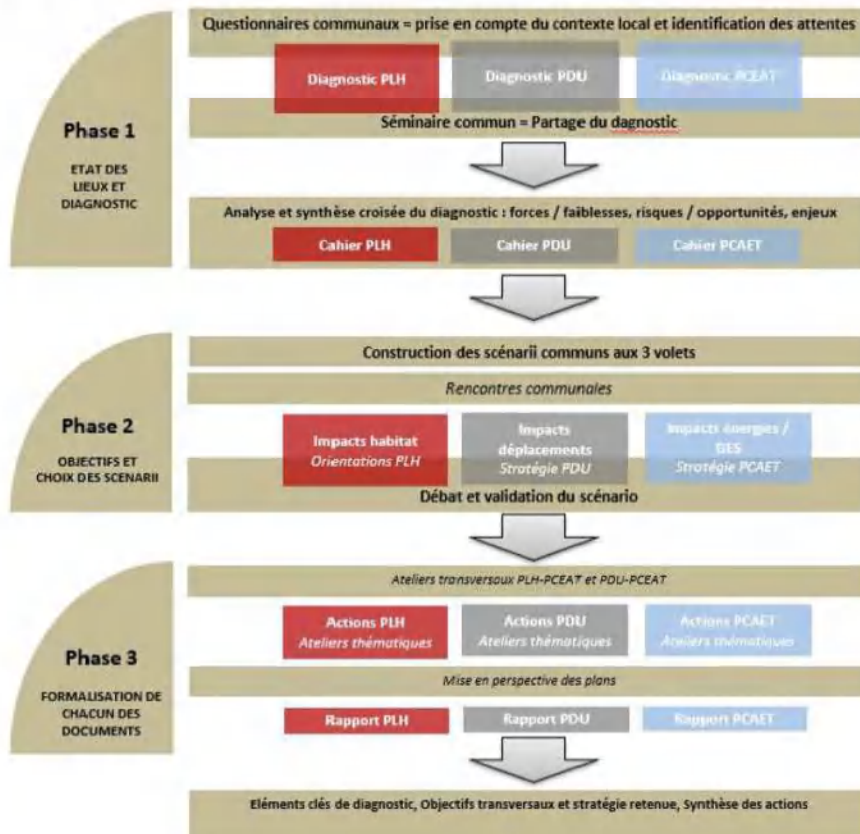 Questionnaires communaux = prise en compte du contexte local et identification des attentes
Diagnostic PLH
Diagnostic PDU
Diagnostic PCEAT
Séminaire commun = Partage du dagnostic
Phase 1
ETAT DES
LIEUX ET
DIAGNOSTIC
Analyse et synthèse croisée du diagnostic : forces / faiblesses, risques / opportunités, enjeux
Cahier PLH
Cahier PDU
Cahier PCAET
Construction des scénarii communs aux 3 volets
Rencontres communales
Phase 2
OBJECTIFS ET
CHOIX DES SCENARII
Impacts habitat
Orientations PLH
Impacts
déplacements
Stratégie PDU
Impacts énergies /
GES
Stratégie PCAET
Débat et validation du scénario
Ateliers transversaux PLH-PCEAT et PDU-PCEAT
Phase 3
FORMALISATION DE
CHACUN DES
DOCUMENTS
Actions PLH
Ateliers thématiques
Actions PDU
Ateliers thématiques
Actions PCAET
Ateliers thématiques
Mise en perspective des plans
Rapport PLH
Rapport PDU
Rapport PCAET
Eléments clés de diagnostic, Objectifs transversaux et stratégie retenue, Synthèse des actions